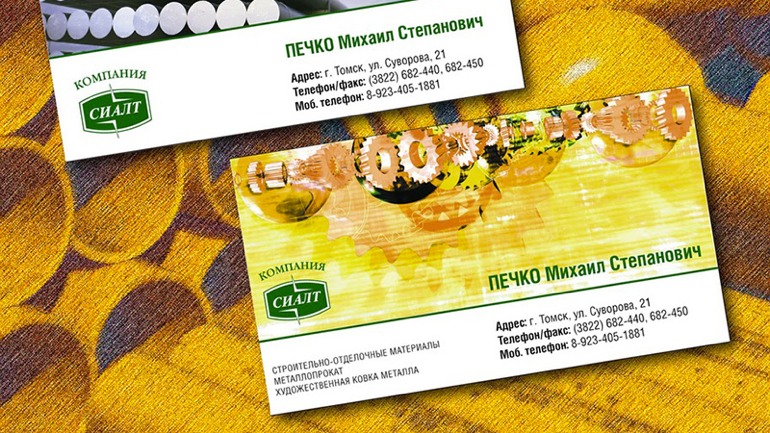 ПЕЧКО Михаил Степанович
Адрес: г. Томск, ул. Суворова, 21
Телефон/факс: (3822) 682-440, 682-450
Моб. телефон: 8-923-405-1881
КОМПАНИЯ
СИАЛТ
КОМПАНИЯ
СИАЛТ
ПЕЧКО Михаил Степанович
Адрес: г. Томск, ул. Суворова, 21
Телефон/факс: (3822) 682-440, 682-450
Моб. телефон: 8-923-405-1881
СТРОИТЕЛЬНО-ОТДЕЛОЧНЫЕ МАТЕРИАЛЫ
МЕТАЛЛОПРОКАТ
ХУДОЖЕСТВЕННАЯ КОВКА МЕТАЛЛА